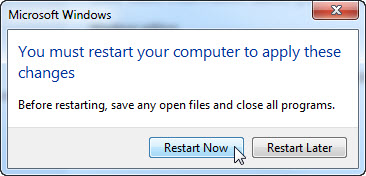 Microsoft Windows
You must restart your computer to apply these
changes
Before restarting, save any open files and close all programs.
Restart Now
Restart Later